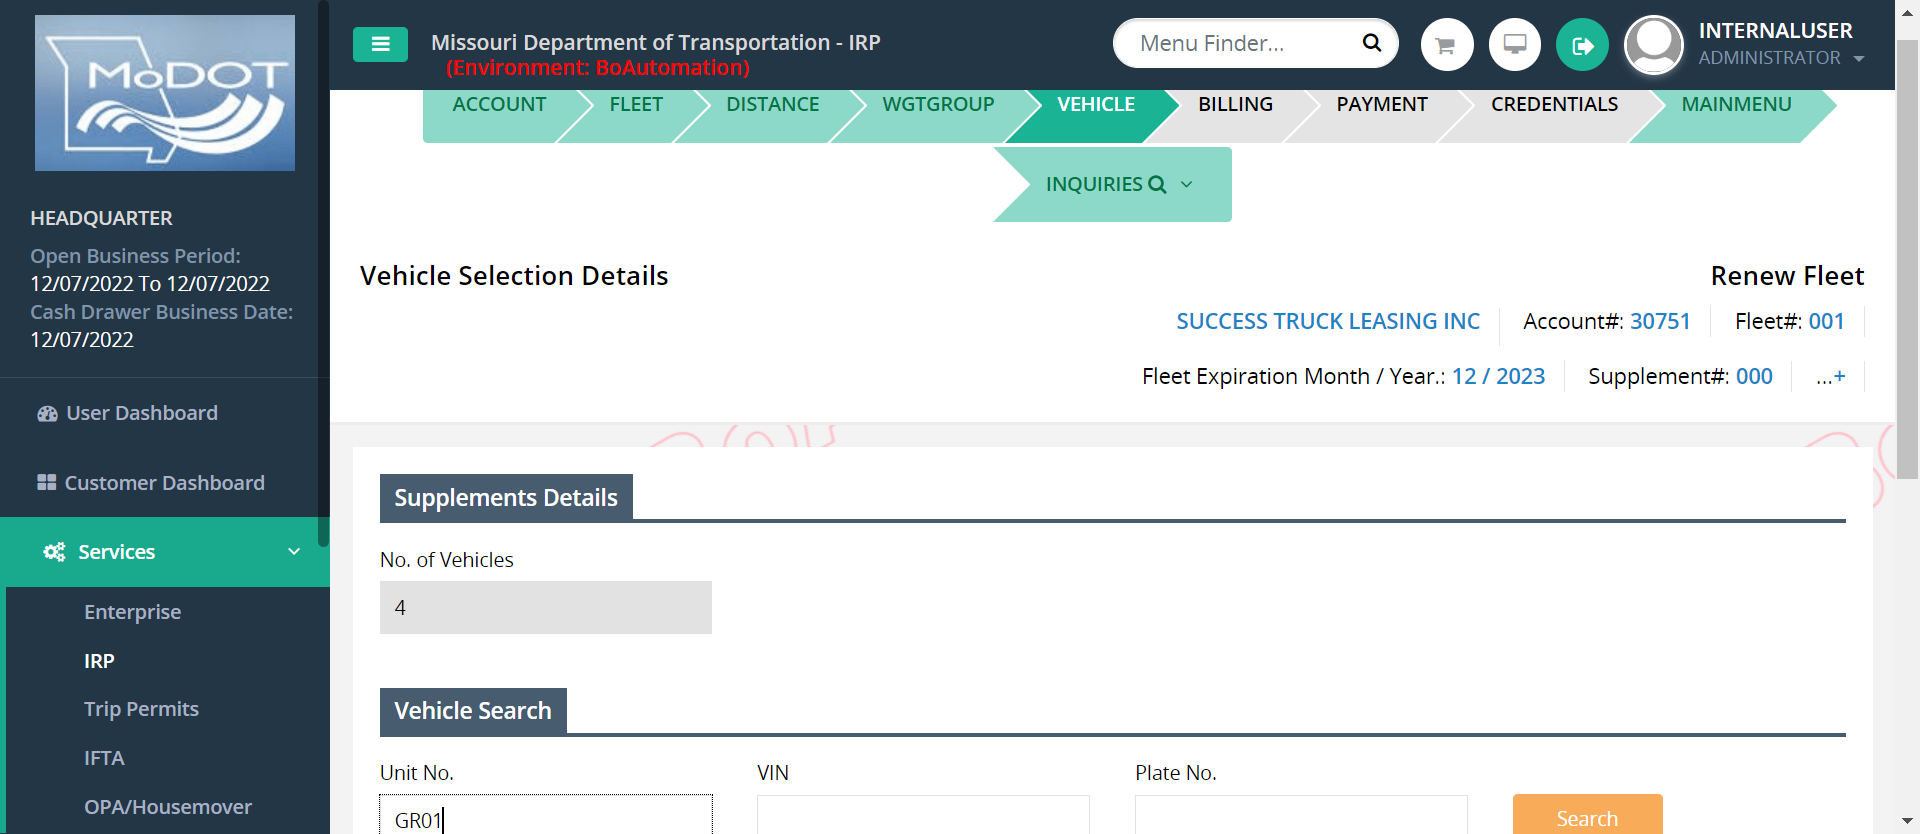 MoDOT
Missouri Department of Transportation - IRP
(Environment: BoAutomation)
Menu Finder...
INTERNALUSER
ADMINISTRATOR
HEADQUARTER
Open Business Period:
12/07/2022 To 12/07/2022
Cash Drawer Business Date:
12/07/2022
User Dashboard
Customer Dashboard
Services
Enterprise
IRP
Trip Permits
IFTA
OPA/Housemover
ACCOUNT FLEET DISTANCE WGTGROUP VEHICLE BILLING PAYMENT CREDENTIALS MAINMENU
INQUIRIES
Vehicle Selection Details
Renew Fleet
SUCCESS TRUCK LEASING INC Account#: 30751 Fleet#: 001
Fleet Expiration Month / Year.: 12 / 2023 Supplement#: 000 ...+
Supplements Details
No. of Vehicles
4
Vehicle Search
Unit No. VIN Plate No.
GR01 Search